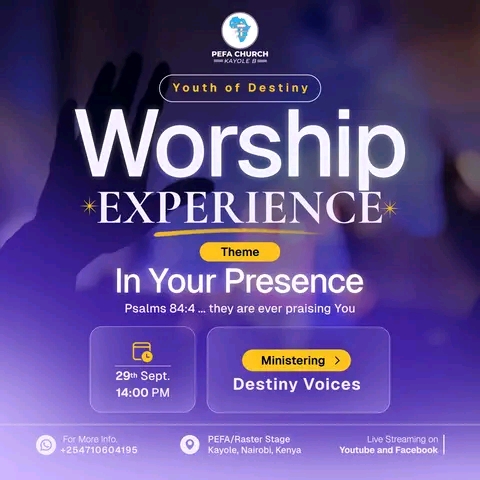 PEFA CHURCH
KAYOLE B
Youth of Destiny
Worship
EXPERIENCE
Theme
In Your Presence
Psalms 84:4 ... they are ever praising You
29th Sept.
14:00 PM
Ministering
Destiny Voices
For More Info.
+254710604195
PEFA/Raster Stage
Kayole, Nairobi, Kenya
Live Streaming on
Youtube and Facebook